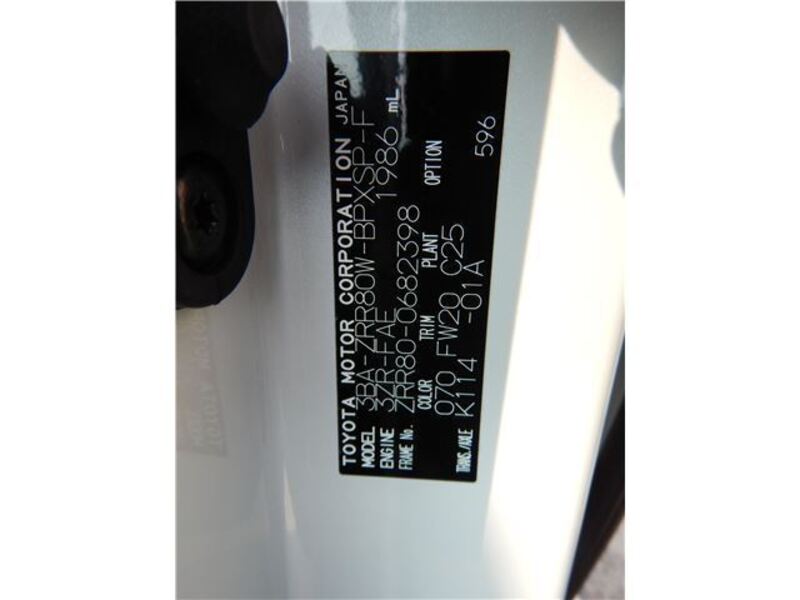 TOYOTA MOTOR CORPORATION JAPAN
MODEL 3BA-ZRR80W-BPXSP-F
ENGINE 3ZR-FAE 1986 mL
FRAME No. ZRR80-0682398
COLOR TRIM PLANT OPTION
070 FW20 C25
TRANS./AXLE K114 -01A 596